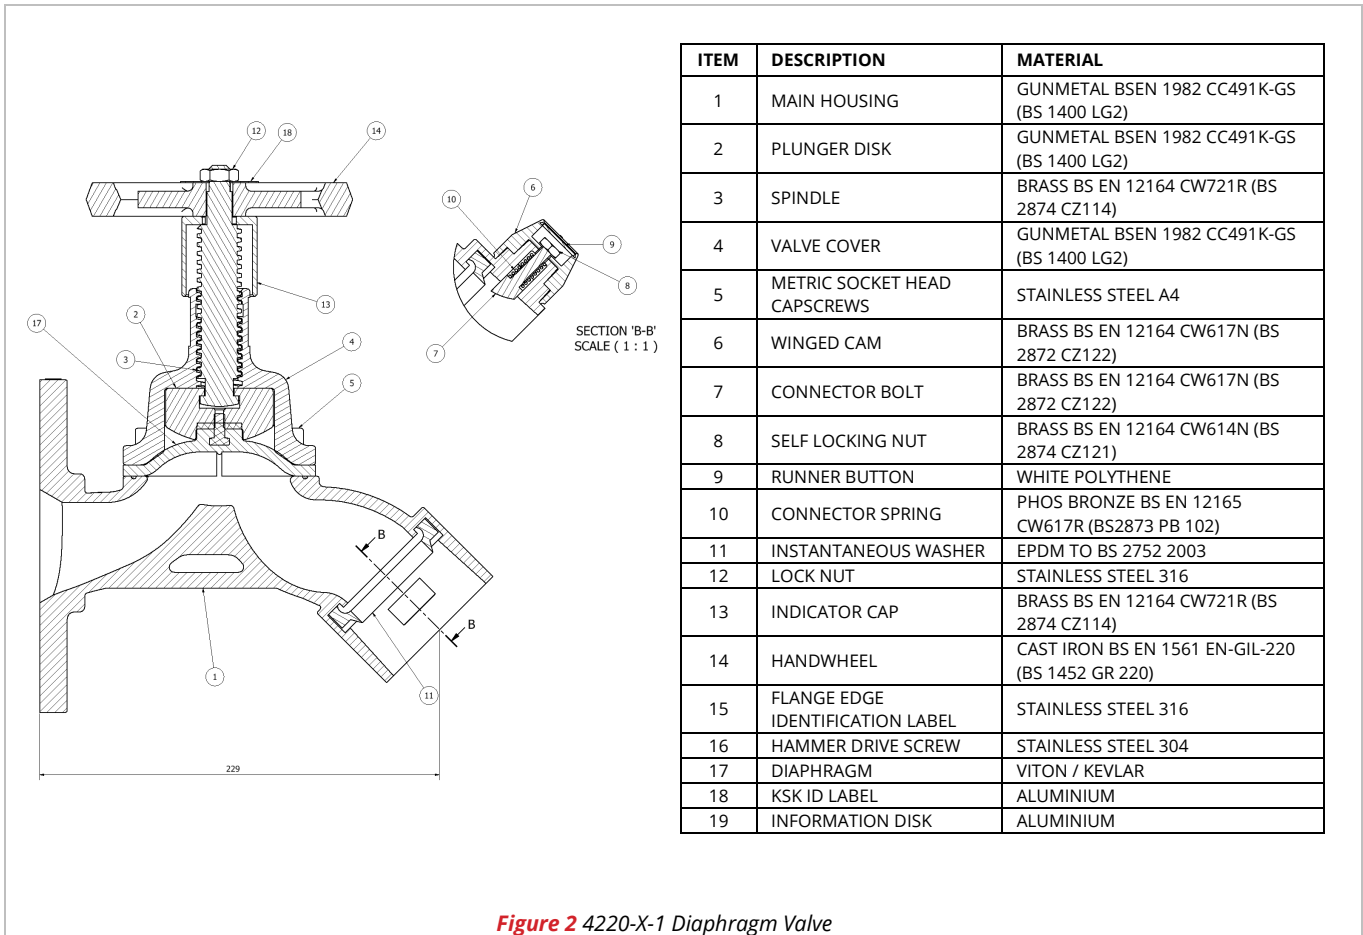 12
18
14
10
6
9
8
13
2
17
3
4
5
7
SECTION 'B-B'
SCALE ( 1 : 1 )
B
B
1
11
229
ITEM DESCRIPTION MATERIAL
1 MAIN HOUSING GUNMETAL BSEN 1982 CC491K-GS
(BS 1400 LG2)
2 PLUNGER DISK GUNMETAL BSEN 1982 CC491K-GS
(BS 1400 LG2)
3 SPINDLE BRASS BS EN 12164 CW721R (BS
2874 CZ114)
4 VALVE COVER GUNMETAL BSEN 1982 CC491K-GS
(BS 1400 LG2)
5 METRIC SOCKET HEAD
CAPSCREWS STAINLESS STEEL A4
6 WINGED CAM BRASS BS EN 12164 CW617N (BS
2872 CZ122)
7 CONNECTOR BOLT BRASS BS EN 12164 CW617N (BS
2872 CZ122)
8 SELF LOCKING NUT BRASS BS EN 12164 CW614N (BS
2874 CZ121)
9 RUNNER BUTTON WHITE POLYTHENE
10 CONNECTOR SPRING PHOS BRONZE BS EN 12165
CW617R (BS2873 PB 102)
11 INSTANTANEOUS WASHER EPDM TO BS 2752 2003
12 LOCK NUT STAINLESS STEEL 316
13 INDICATOR CAP BRASS BS EN 12164 CW721R (BS
2874 CZ114)
14 HANDWHEEL CAST IRON BS EN 1561 EN-GIL-220
(BS 1452 GR 220)
15 FLANGE EDGE
IDENTIFICATION LABEL STAINLESS STEEL 316
16 HAMMER DRIVE SCREW STAINLESS STEEL 304
17 DIAPHRAGM VITON / KEVLAR
18 KSK ID LABEL ALUMINIUM
19 INFORMATION DISK ALUMINIUM
Figure 2 4220-X-1 Diaphragm Valve